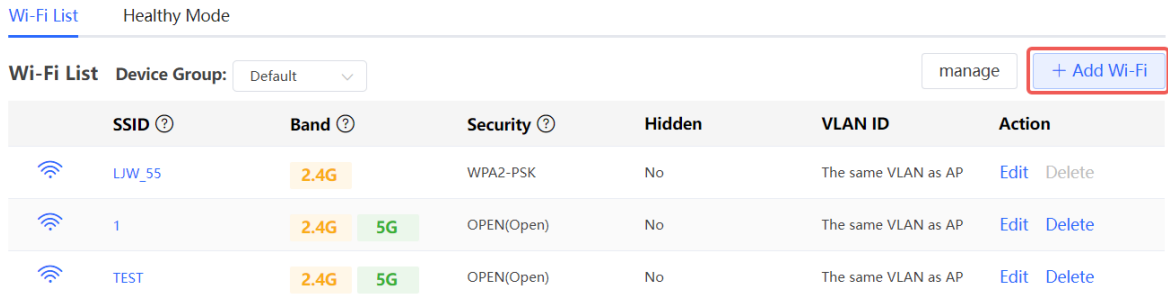 Wi-Fi List Healthy Mode
Wi-Fi List Device Group: Default manage + Add Wi-Fi
SSID ? Band ? Security ? Hidden VLAN ID Action
LJW_55 2.4G WPA2-PSK No The same VLAN as AP Edit Delete
1 2.4G 5G OPEN(Open) No The same VLAN as AP Edit Delete
TEST 2.4G 5G OPEN(Open) No The same VLAN as AP Edit Delete